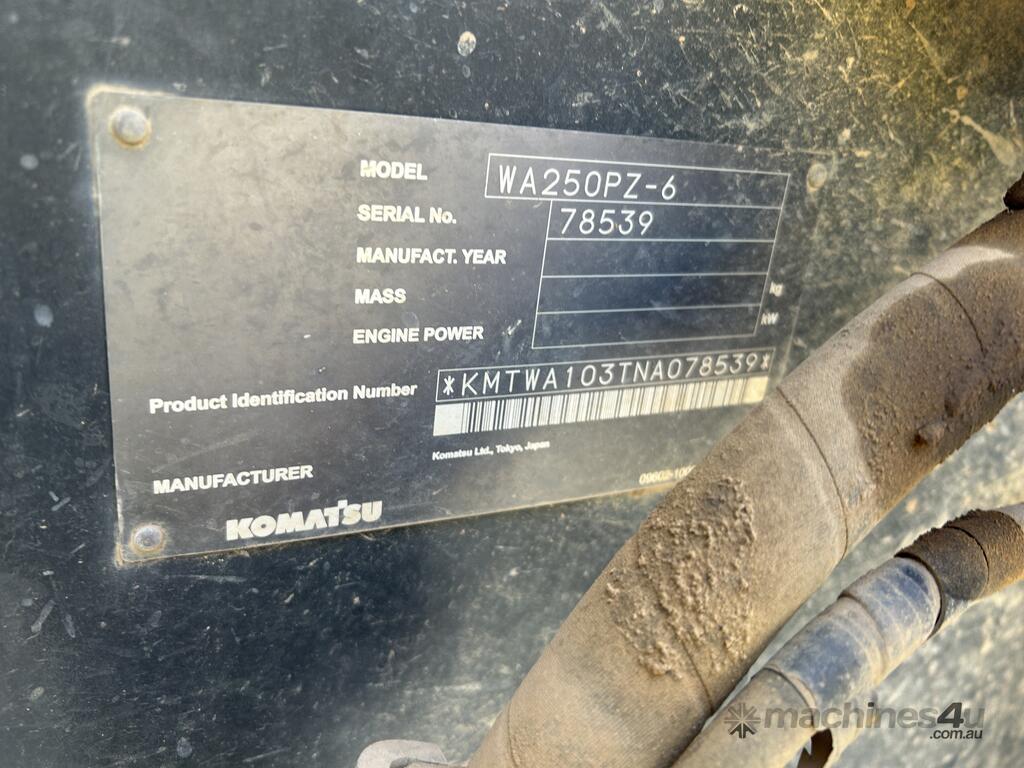 MODEL WA250PZ-6
SERIAL No. 78539
MANUFACT. YEAR
MASS kg
ENGINE POWER kW
Product Identification Number *KMTWA103TNA078539*
Komatsu Ltd., Tokyo, Japan
MANUFACTURER
KOMATSU
machines4u
.com.au